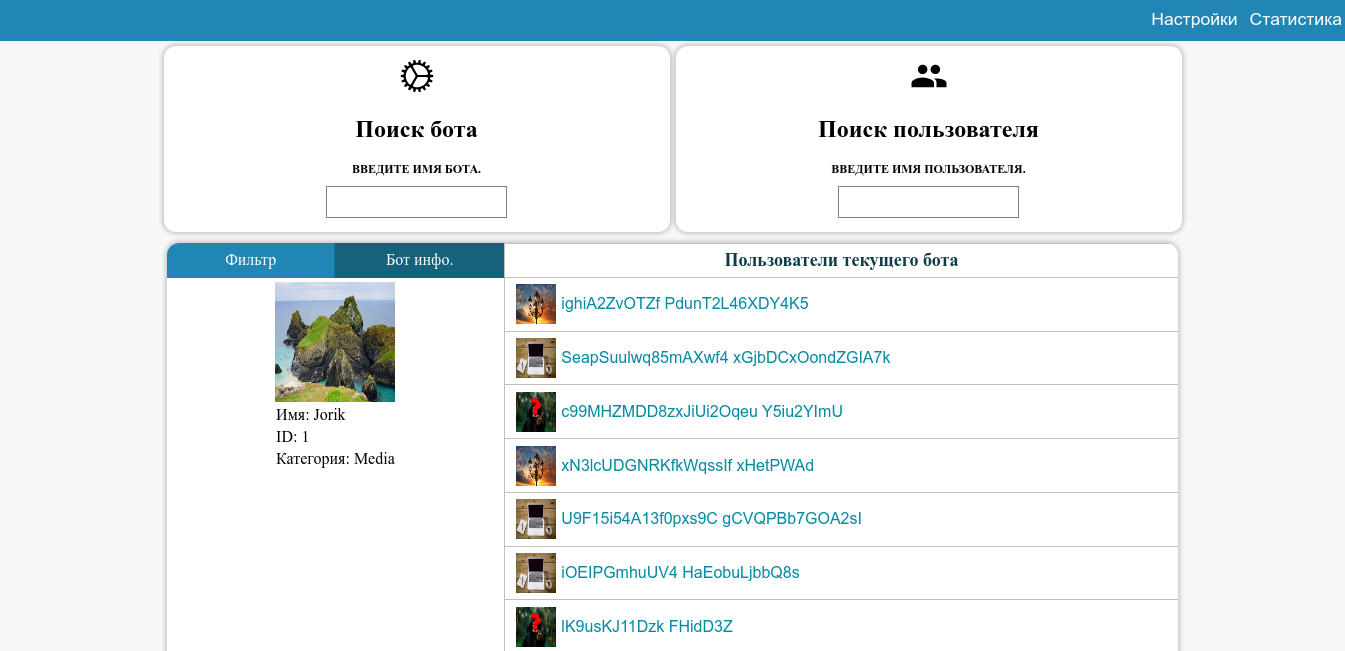 Настройки Статистика
Поиск бота
ВВЕДИТЕ ИМЯ БОТА.
Поиск пользователя
ВВЕДИТЕ ИМЯ ПОЛЬЗОВАТЕЛЯ.
Фильтр
Бот инфо.
Имя: Jorik
ID: 1
Категория: Media
Пользователи текущего бота
ighiA2ZvOTZf PdunT2L46XDY4K5
SeapSuulwq85mAXwf4 xGjbDCxOondZGIA7k
c99MHZMDD8zxJiUi2Oqeu Y5iu2YImU
xN3lcUDGNRKfkWqssIf xHetPWAd
U9F15i54A13f0pxs9C gCVQPBb7GOA2sI
iOEIPGmhuUV4 HaEobuLjbbQ8s
lK9usKJ11Dzk FHidD3Z